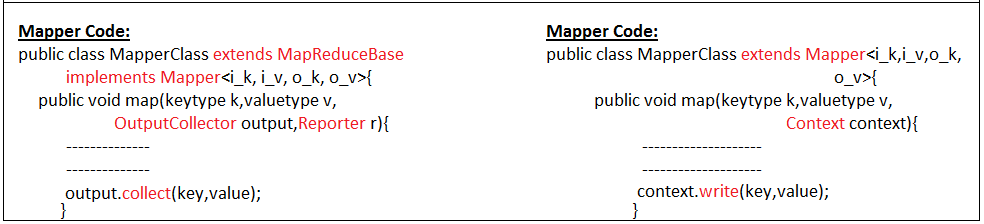 Mapper Code:
public class MapperClass extends MapReduceBase
implements Mapper<i_k, i_v, o_k, o_v>{
public void map(keytype k,valuetype v,
OutputCollector output,Reporter r){
--------------
--------------
output.collect(key,value);
}
Mapper Code:
public class MapperClass extends Mapper<i_k,i_v,o_k,
o_v>{
public void map(keytype k,valuetype v,
Context context){
--------------------
--------------------
context.write(key,value);
}